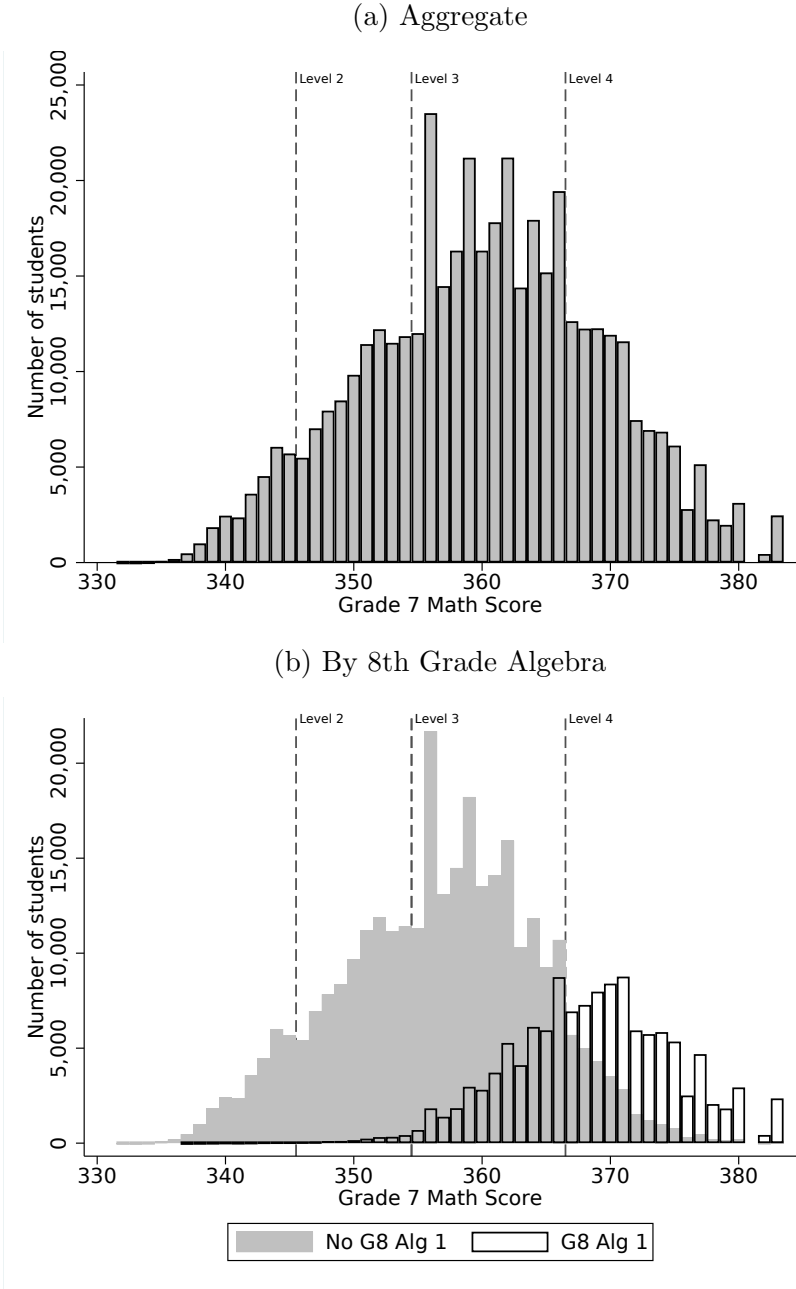 (a) Aggregate
Level 2
Level 3
Level 4
Number of students
25,000
20,000
15,000
10,000
5,000
0
330 340 350 360 370 380
Grade 7 Math Score
(b) By 8th Grade Algebra
Level 2
Level 3
Level 4
Number of students
20,000
15,000
10,000
5,000
0
330 340 350 360 370 380
Grade 7 Math Score
No G8 Alg 1 G8 Alg 1